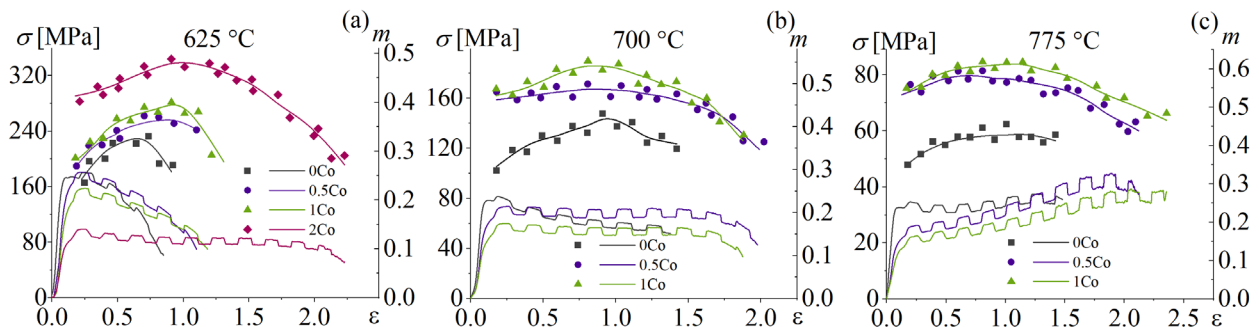 (a)
σ [MPa]
625 °C
m
320
240
160
80
0
0.5
0.4
0.3
0.2
0.1
0.0
0Co
0.5Co
1Co
2Co
0.0 0.5 1.0 1.5 2.0 ε
(b)
σ [MPa]
700 °C
m
200
160
120
80
40
0
0.5
0.4
0.3
0.2
0.1
0.0
0Co
0.5Co
1Co
0.0 0.5 1.0 1.5 2.0 ε
(c)
σ [MPa]
775 °C
m
80
60
40
20
0
0.6
0.5
0.4
0.3
0.2
0.1
0.0
0Co
0.5Co
1Co
0.0 0.5 1.0 1.5 2.0 2.5 ε